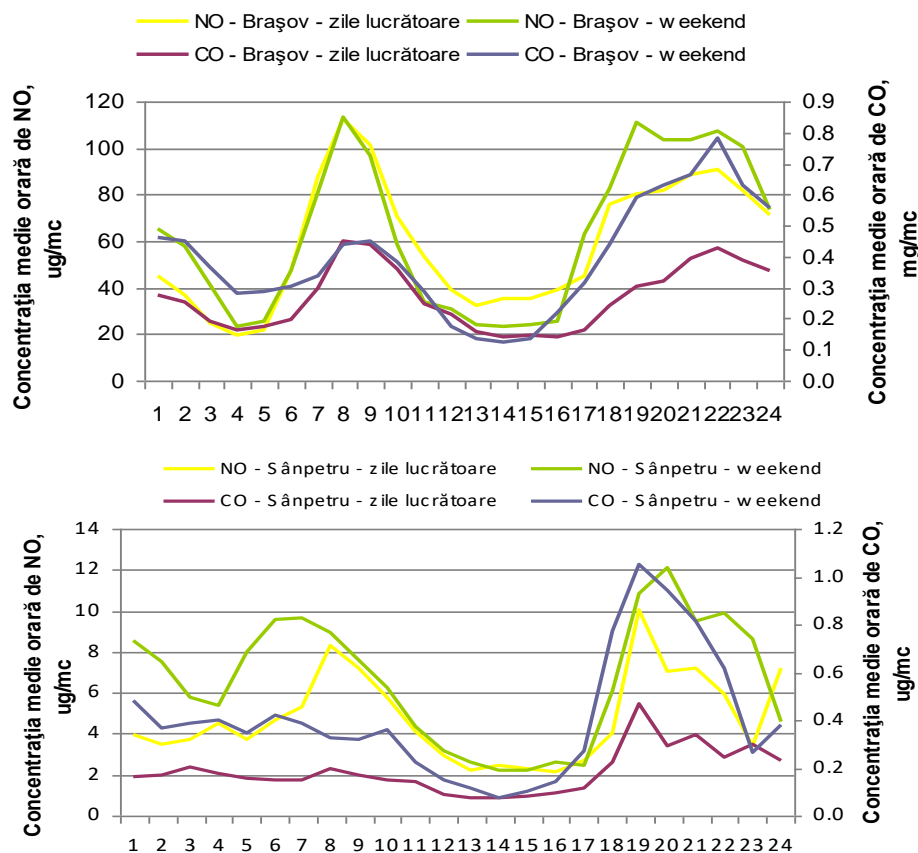 NO - Braşov - zile lucrătoare
NO - Braşov - weekend
CO - Braşov - zile lucrătoare
CO - Braşov - weekend
Concentraţia medie orară de NO,
ug/mc
120
100
80
60
40
20
0
0.9
0.8
0.7
0.6
0.5
0.4
0.3
0.2
0.1
0.0
Concentraţia medie orară de CO,
mg/mc
1 2 3 4 5 6 7 8 9 10 11 12 13 14 15 16 17 18 19 20 21 22 23 24
NO - Sânpetru - zile lucrătoare
NO - Sânpetru - weekend
CO - Sânpetru - zile lucrătoare
CO - Sânpetru - weekend
Concentraţia medie orară de NO,
ug/mc
14
12
10
8
6
4
2
0
1.2
1.0
0.8
0.6
0.4
0.2
0.0
Concentraţia medie orară de CO,
ug/mc
1 2 3 4 5 6 7 8 9 10 11 12 13 14 15 16 17 18 19 20 21 22 23 24